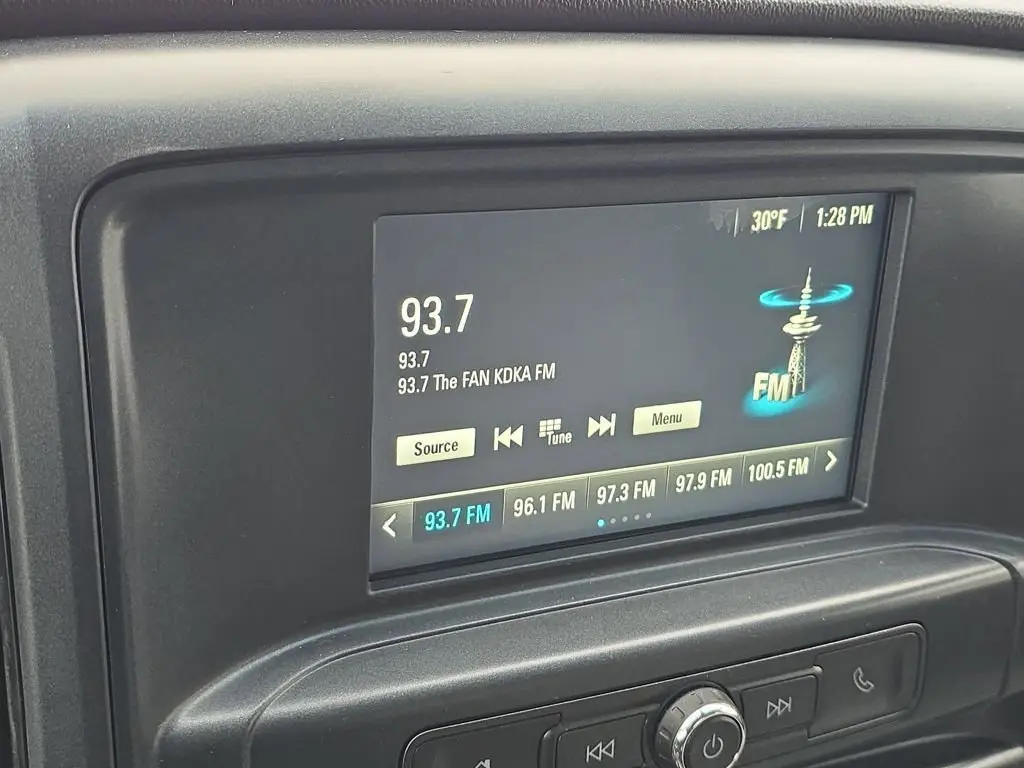 30°F 1:28 PM
93.7
93.7
93.7 The FAN KDKA FM
FM
Source Tune Menu
93.7 FM 96.1 FM 97.3 FM 97.9 FM 100.5 FM